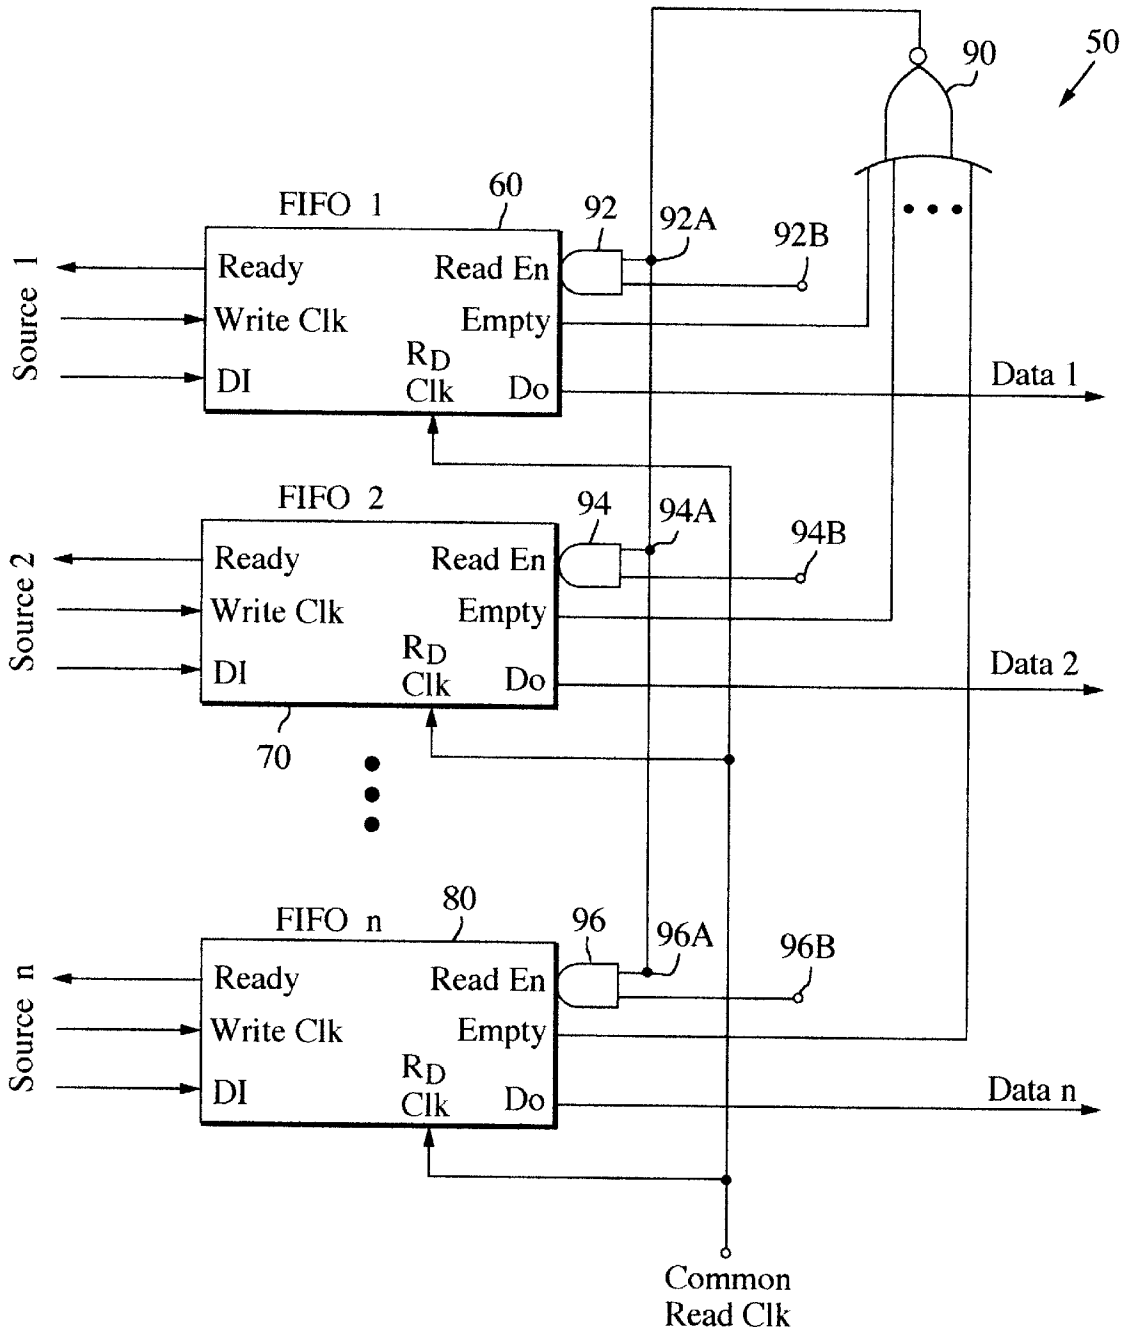 50
90
FIFO 1
60
92
92A
92B
Source 1
Ready
Read En
Write Clk
Empty
RD
Clk
DI
Do
Data 1
FIFO 2
94
94A
94B
Source 2
Ready
Read En
Write Clk
Empty
RD
Clk
DI
Do
Data 2
70
FIFO n
80
96
96A
96B
Source n
Ready
Read En
Write Clk
Empty
RD
Clk
DI
Do
Data n
Common
Read Clk